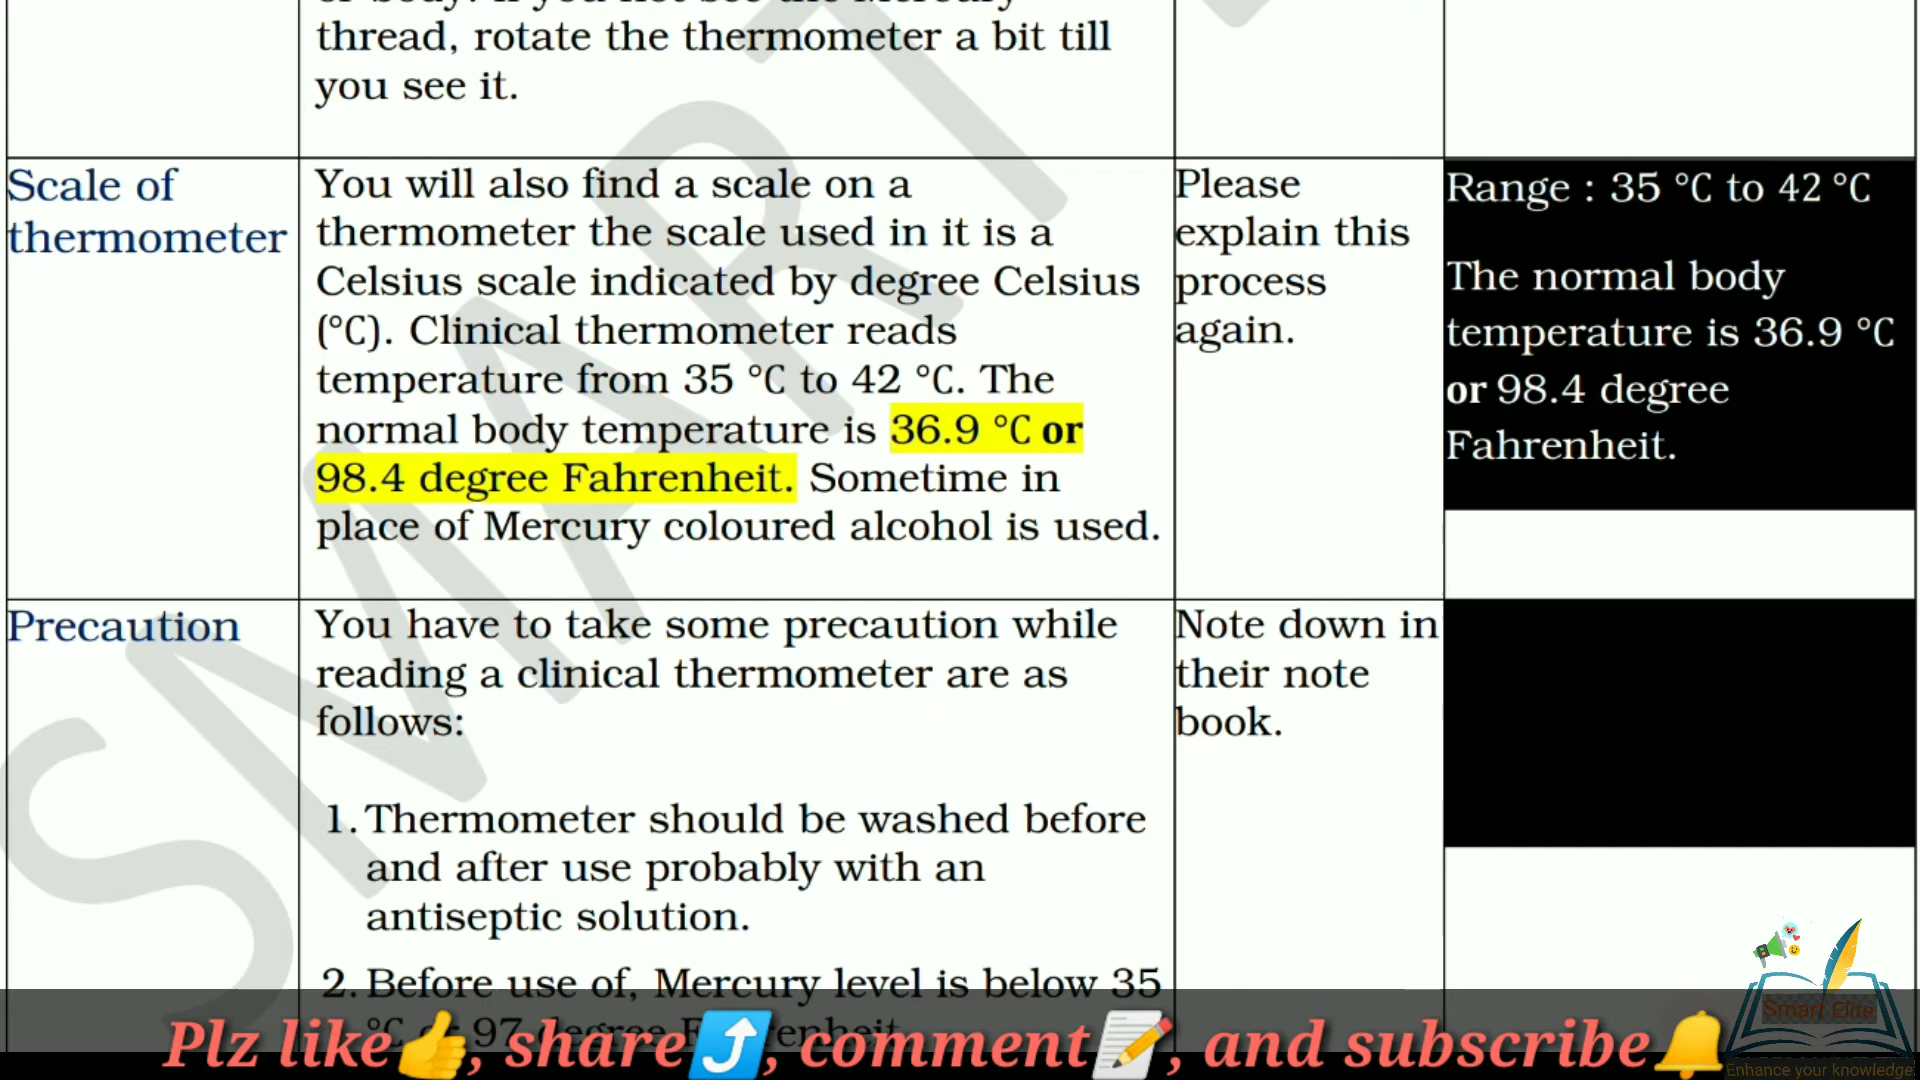 thread, rotate the thermometer a bit till
you see it.
Scale of
thermometer
You will also find a scale on a
thermometer the scale used in it is a
Celsius scale indicated by degree Celsius
(°C). Clinical thermometer reads
temperature from 35 °C to 42 °C. The
normal body temperature is 36.9 °C or
98.4 degree Fahrenheit. Sometime in
place of Mercury coloured alcohol is used.
Please
explain this
process
again.
Range : 35 °C to 42 °C
The normal body
temperature is 36.9 °C
or 98.4 degree
Fahrenheit.
Precaution
You have to take some precaution while
reading a clinical thermometer are as
follows:
1. Thermometer should be washed before
and after use probably with an
antiseptic solution.
2. Before use of, Mercury level is below 35
°C or 97 degree Fahrenheit
Note down in
their note
book.
Plz like👍, share⤴, comment📝, and subscribe🔔
Smart Elite
Enhance your knowledge
SMART